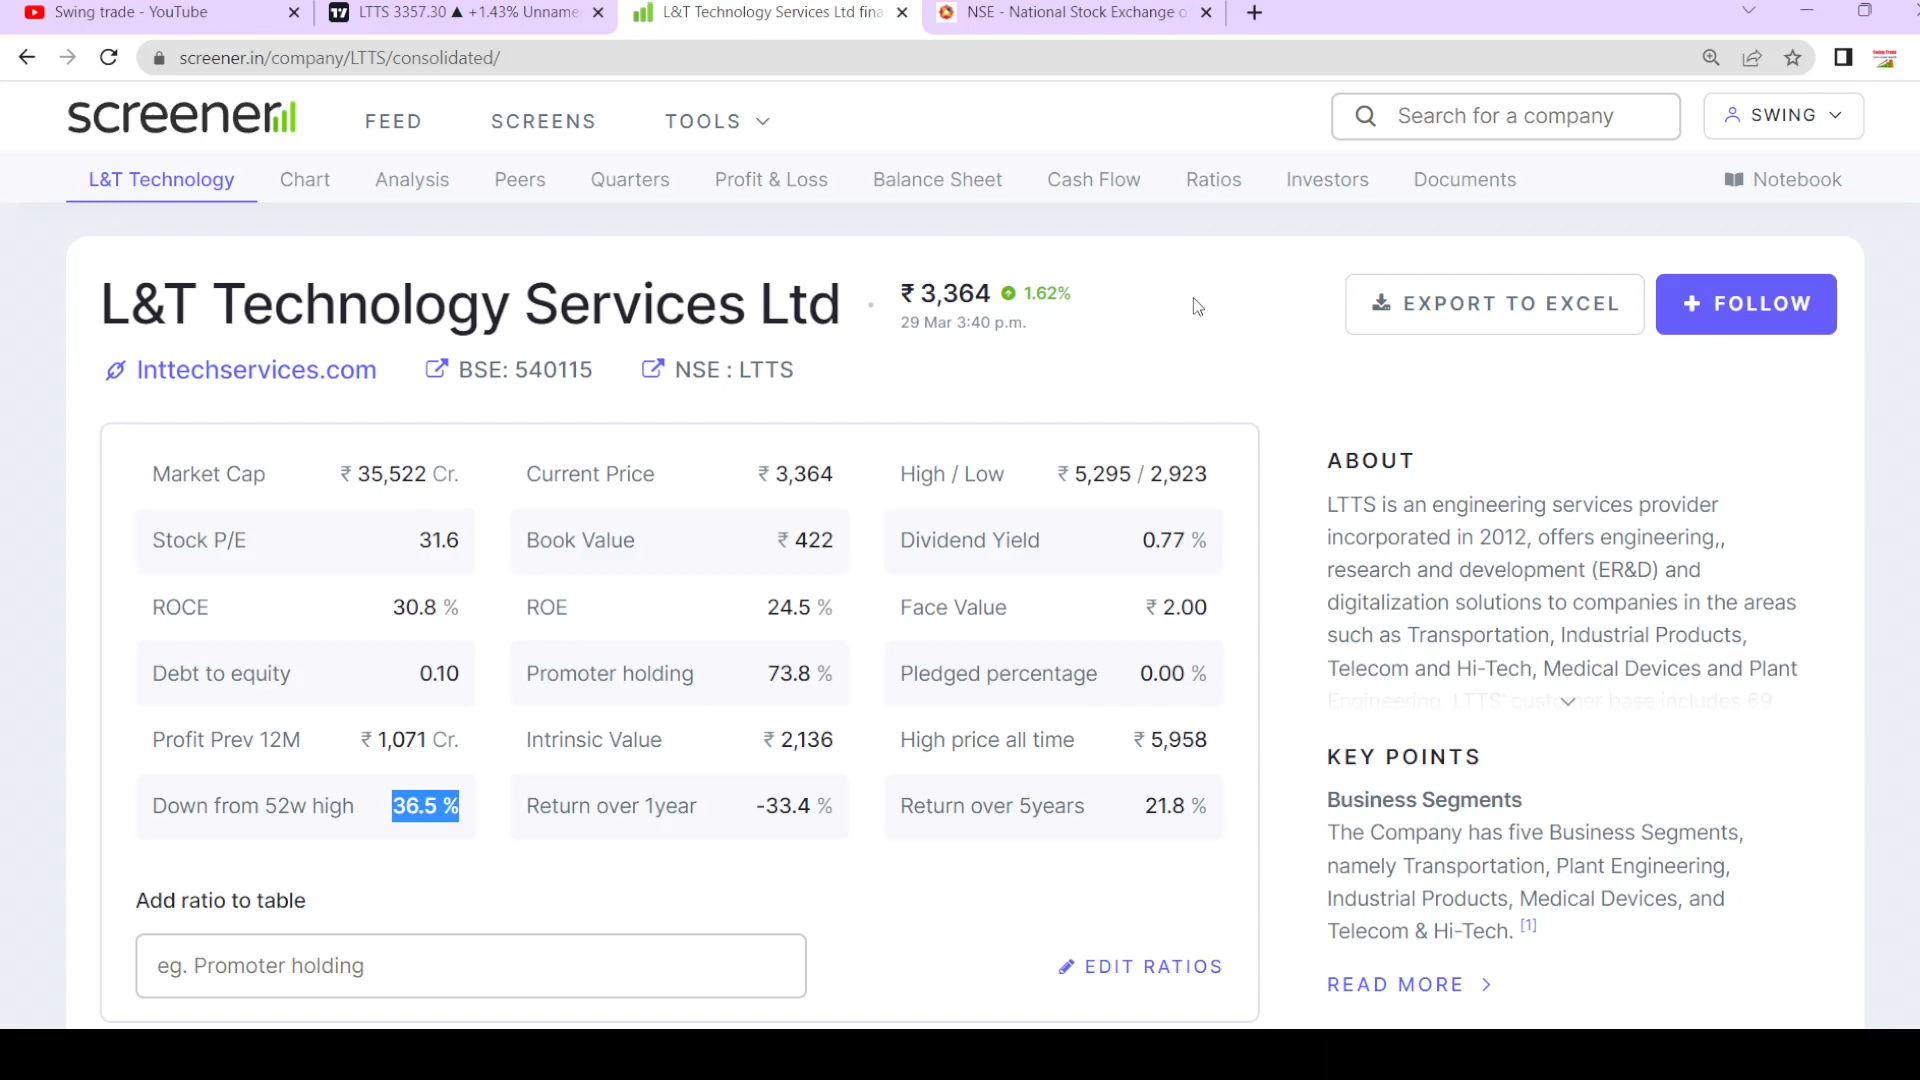 Swing trade - YouTube
LTTS 3357.30 ▲ +1.43% Unname
L&T Technology Services Ltd fina
NSE - National Stock Exchange o
screener.in/company/LTTS/consolidated/
screener
FEED
SCREENS
TOOLS
Search for a company
SWING
L&T Technology
Chart
Analysis
Peers
Quarters
Profit & Loss
Balance Sheet
Cash Flow
Ratios
Investors
Documents
Notebook
L&T Technology Services Ltd
₹ 3,364 1.62%
29 Mar 3:40 p.m.
EXPORT TO EXCEL
+ FOLLOW
lnttechservices.com
BSE: 540115
NSE : LTTS
Market Cap ₹ 35,522 Cr.
Current Price ₹ 3,364
High / Low ₹ 5,295 / 2,923
Stock P/E 31.6
Book Value ₹ 422
Dividend Yield 0.77 %
ROCE 30.8 %
ROE 24.5 %
Face Value ₹ 2.00
Debt to equity 0.10
Promoter holding 73.8 %
Pledged percentage 0.00 %
Profit Prev 12M ₹ 1,071 Cr.
Intrinsic Value ₹ 2,136
High price all time ₹ 5,958
Down from 52w high 36.5 %
Return over 1year -33.4 %
Return over 5years 21.8 %
Add ratio to table
eg. Promoter holding
EDIT RATIOS
ABOUT
LTTS is an engineering services provider
incorporated in 2012, offers engineering,,
research and development (ER&D) and
digitalization solutions to companies in the areas
such as Transportation, Industrial Products,
Telecom and Hi-Tech, Medical Devices and Plant
Engineering. LTTS' customer base includes 69
KEY POINTS
Business Segments
The Company has five Business Segments,
namely Transportation, Plant Engineering,
Industrial Products, Medical Devices, and
Telecom & Hi-Tech. [1]
READ MORE